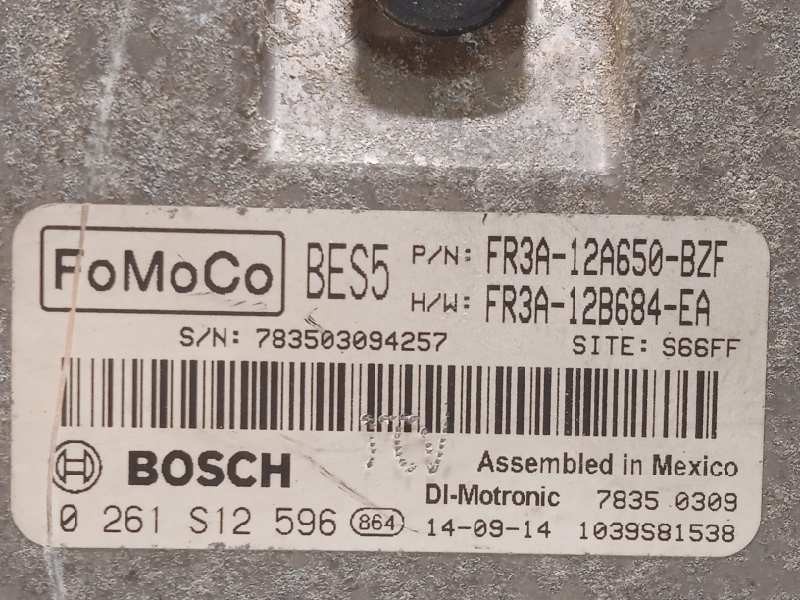 FoMoCo BES5 P/N: FR3A-12A650-BZF
H/W: FR3A-12B684-EA
S/N: 783503094257 SITE: S66FF
BOSCH Assembled in Mexico
DI-Motronic 7835 0309
0 261 S12 596 864 14-09-14 1039S81538